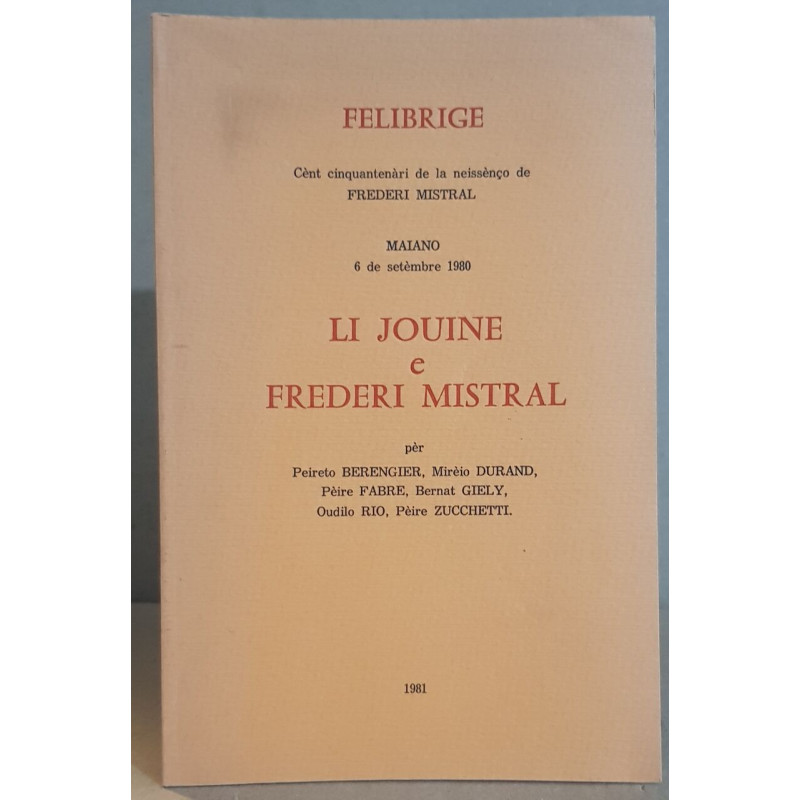 FELIBRIGE
Cènt cinquantenàri de la neissènço de
FREDERI MISTRAL
MAIANO
6 de setèmbre 1980
LI JOUINE
e
FREDERI MISTRAL
pèr
Peireto BERENGIER, Mirèio DURAND,
Pèire FABRE, Bernat GIELY,
Oudilo RIO, Pèire ZUCCHETTI.
1981